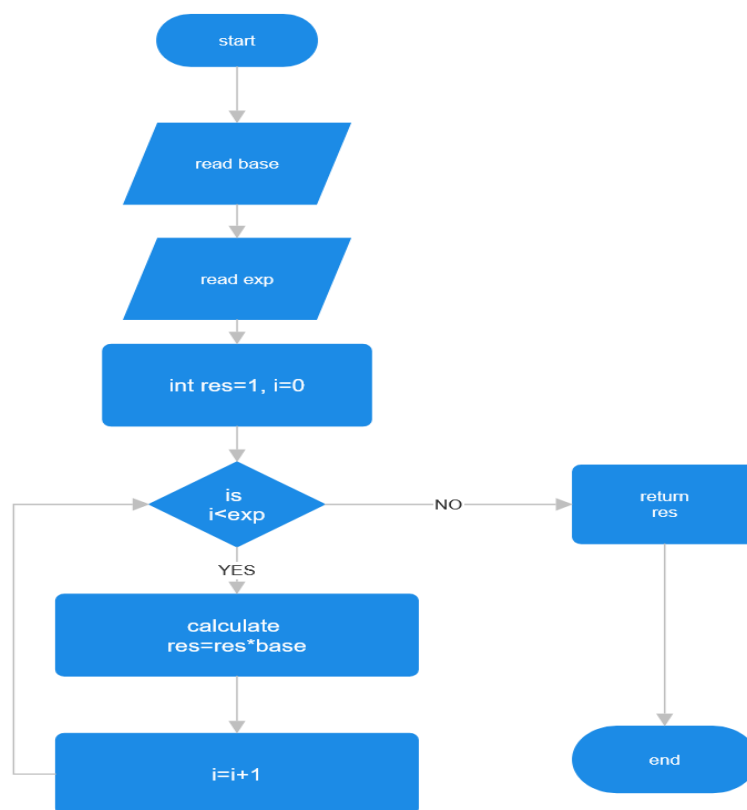 start
read base
read exp
int res=1, i=0
is
i<exp
NO
return
res
YES
calculate
res=res*base
i=i+1
end